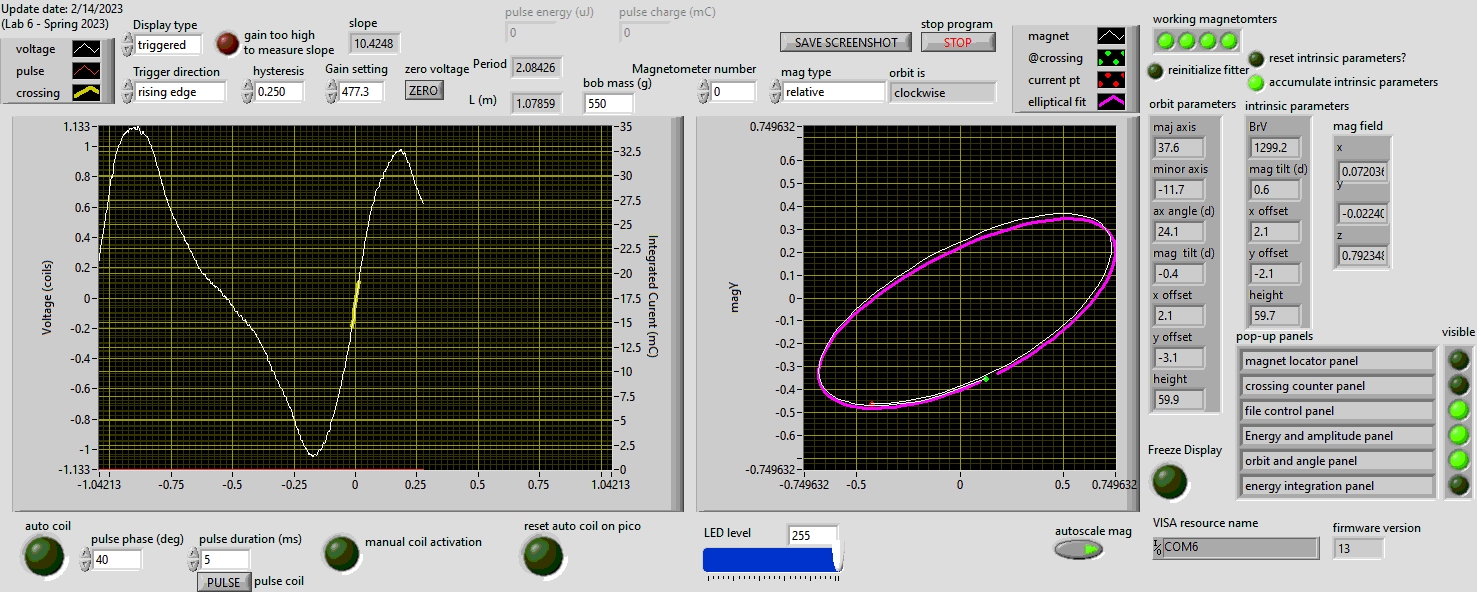 Update date: 2/14/2023
(Lab 6 - Spring 2023)
voltage
pulse
crossing
Display type
triggered
gain too high
to measure slope
slope
10.4248
Trigger direction
rising edge
hysteresis
0.250
Gain setting
477.3
zero voltage
ZERO
pulse energy (uJ)
0
pulse charge (mC)
0
Period
2.08426
L (m)
1.07859
bob mass (g)
550
SAVE SCREENSHOT
stop program
STOP
Magnetometer number
0
mag type
relative
orbit is
clockwise
magnet
@crossing
current pt
elliptical fit
working magnetomters
reinitialize fitter
reset intrinsic parameters?
accumulate intrinsic parameters
orbit parameters
maj axis
37.6
minor axis
-11.7
ax angle (d)
24.1
mag tilt (d)
-0.4
x offset
2.1
y offset
-3.1
height
59.9
intrinsic parameters
BrV
1299.2
mag tilt (d)
0.6
x offset
2.1
y offset
-2.1
height
59.7
mag field
x
0.072036
y
-0.02240
z
0.792348
Voltage (coils)
1.133
1
0.8
0.6
0.4
0.2
0
-0.2
-0.4
-0.6
-0.8
-1
-1.133
-1.04213
-0.75
-0.5
-0.25
0
0.25
0.5
0.75
1.04213
35
32.5
30
27.5
25
22.5
20
17.5
15
12.5
10
7.5
5
2.5
0
Integrated Curent (mC)
magy
0.749632
0.6
0.5
0.4
0.3
0.2
0.1
0
-0.1
-0.2
-0.3
-0.4
-0.5
-0.6
-0.749632
-0.749632
-0.5
0
0.5
0.749632
pop-up panels
visible
magnet locator panel
crossing counter panel
file control panel
Energy and amplitude panel
orbit and angle panel
energy integration panel
Freeze Display
auto coil
pulse phase (deg)
40
pulse duration (ms)
5
PULSE
pulse coil
manual coil activation
reset auto coil on pico
LED level
255
autoscale mag
VISA resource name
COM6
firmware version
13